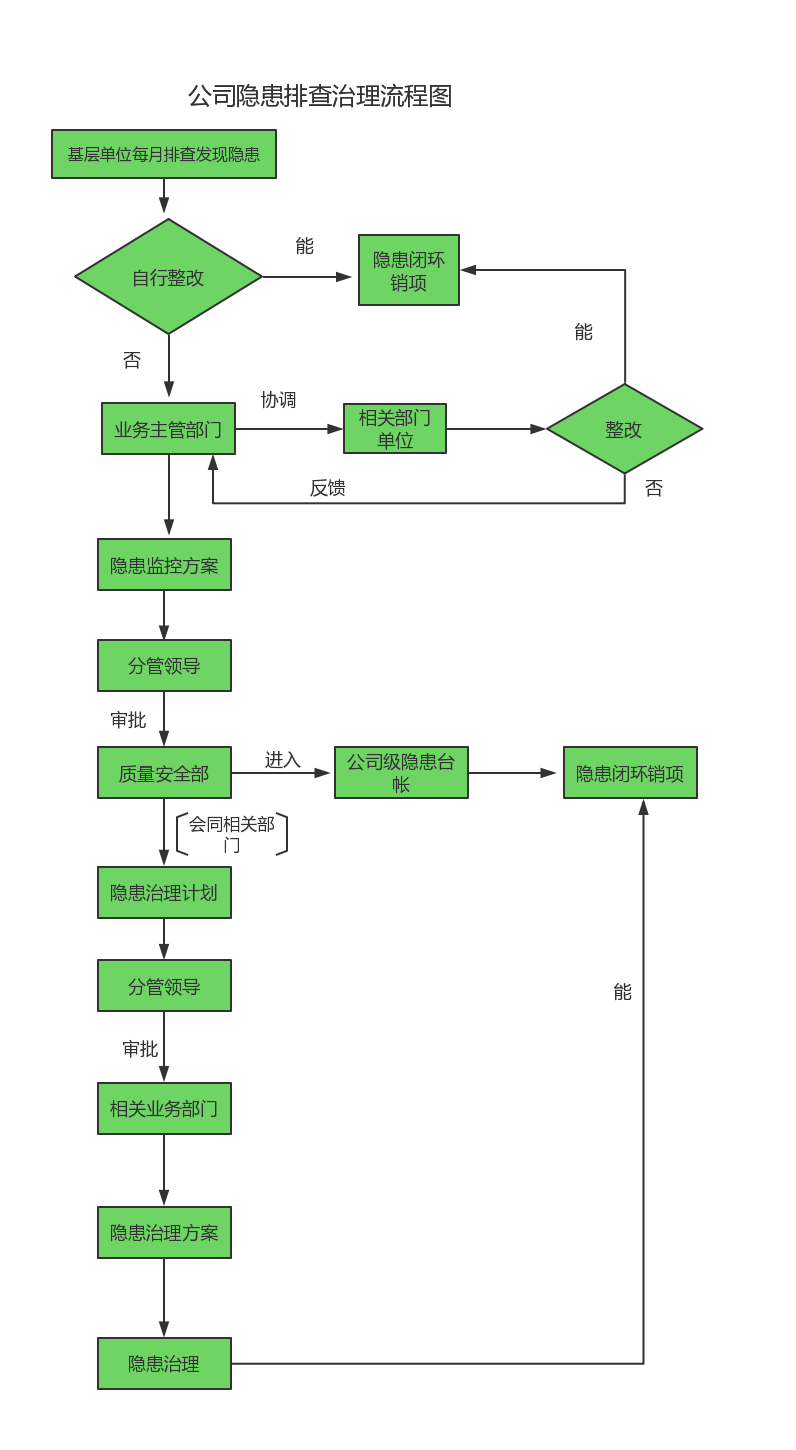 公司隐患排查治理流程图
基层单位每月排查发现隐患
能
隐患闭环
销项
自行整改
能
否
协调
相关部门
单位
业务主管部门
整改
反馈
否
隐患监控方案
分管领导
审批
进入
公司级隐患台
帐
质量安全部
隐患闭环销项
会同相关部
门
隐患治理计划
分管领导
能
审批
相关业务部门
隐患治理方案
隐患治理